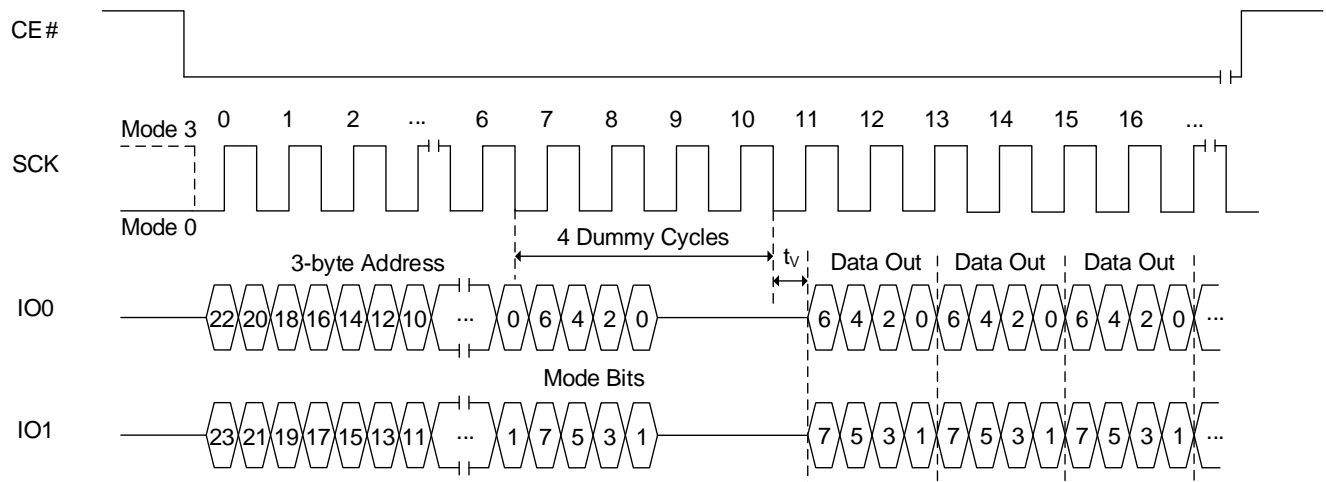 CE#
0 1 2 ... 6 7 8 9 10 11 12 13 14 15 16 ...
Mode 3
SCK
Mode 0
4 Dummy Cycles
tV
3-byte Address
Data Out Data Out Data Out
IO0
22 20 18 16 14 12 10 ... 0 6 4 2 0 6 4 2 0 6 4 2 0 6 4 2 0 ...
Mode Bits
IO1
23 21 19 17 15 13 11 ... 1 7 5 3 1 7 5 3 1 7 5 3 1 7 5 3 1 ...